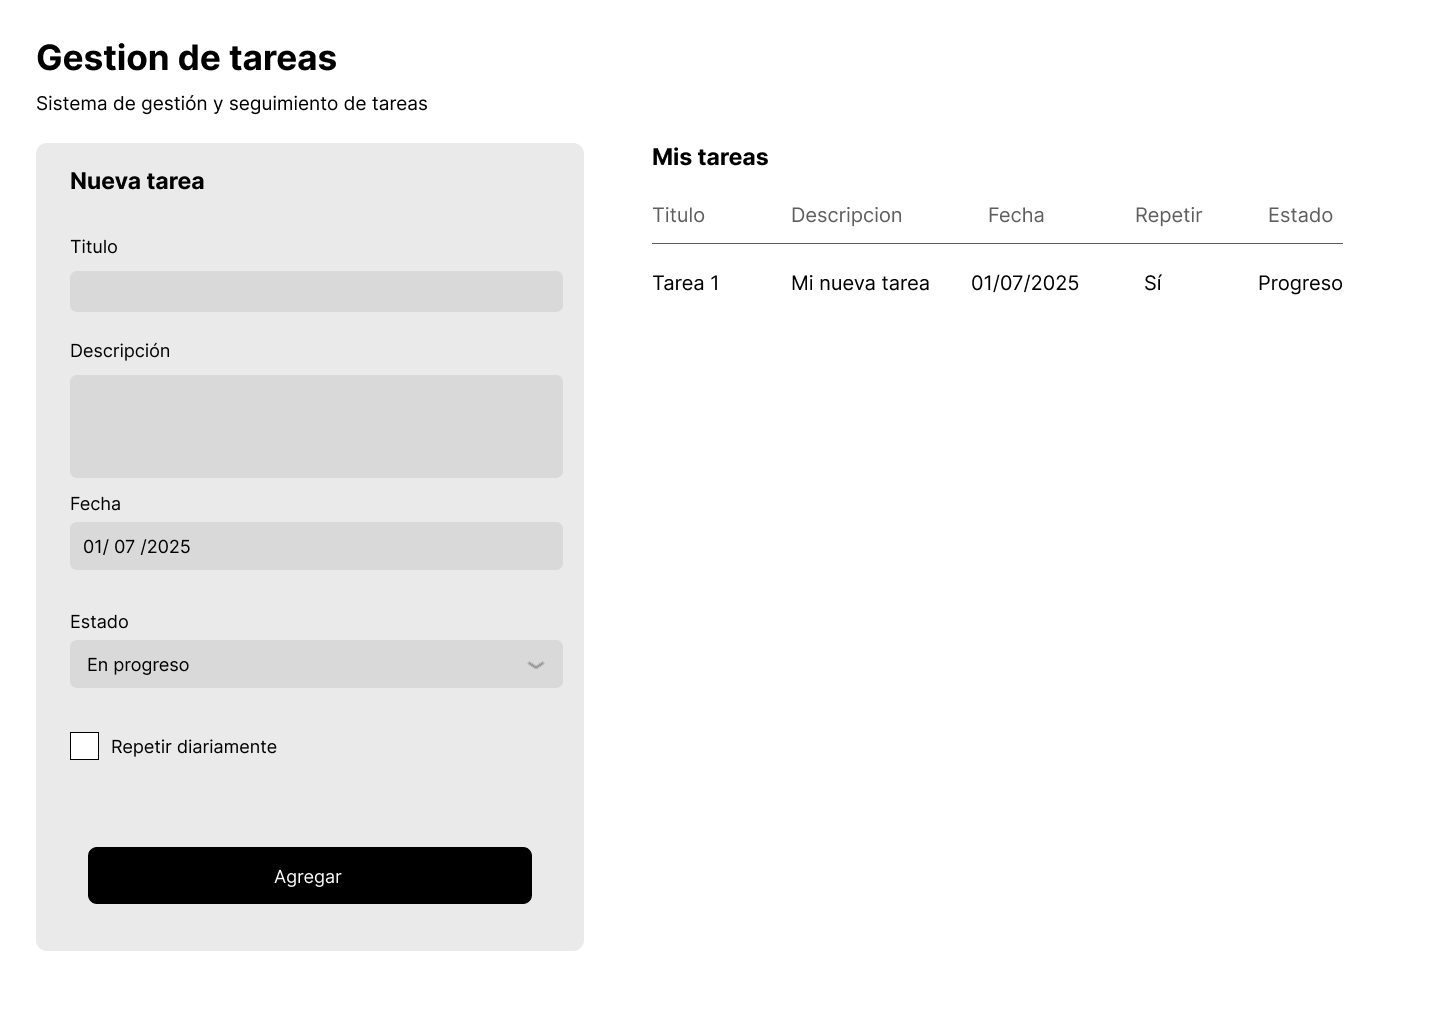 Gestion de tareas
Sistema de gestión y seguimiento de tareas
Nueva tarea
Titulo
Descripción
Fecha
01/ 07 /2025
Estado
En progreso
Repetir diariamente
Agregar
Mis tareas
Titulo Descripcion Fecha Repetir Estado
Tarea 1 Mi nueva tarea 01/07/2025 Sí Progreso